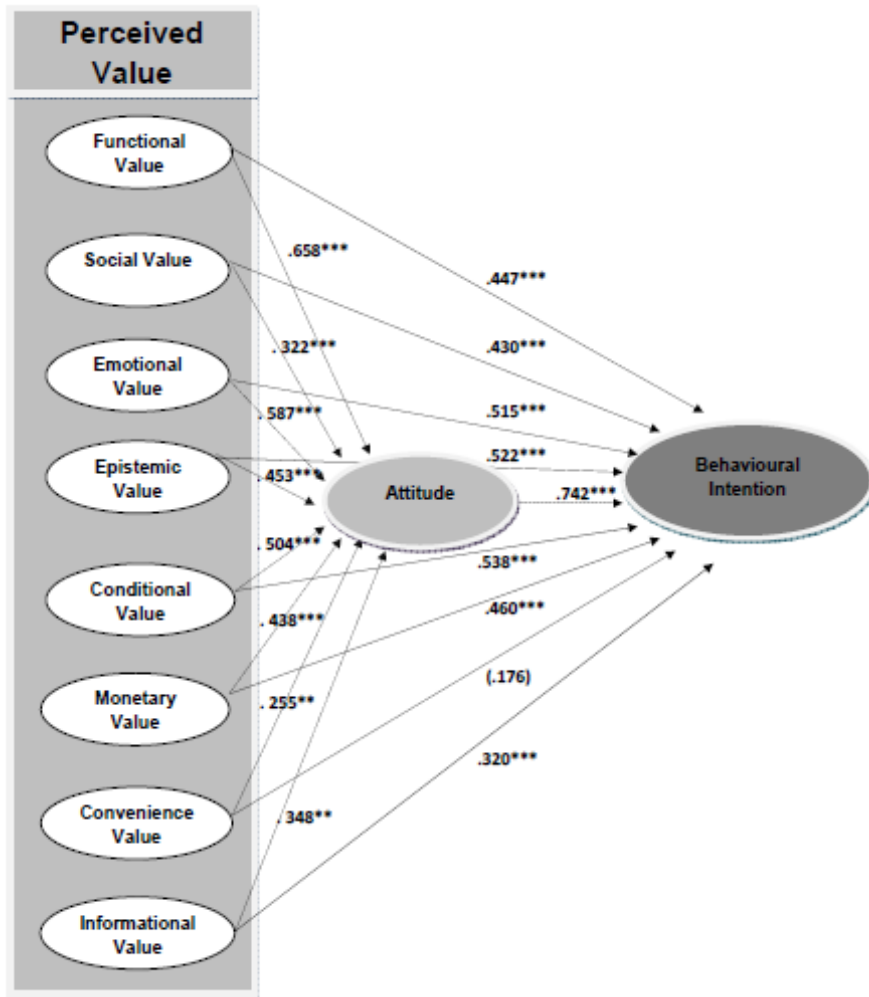 Perceived
Value
Functional
Value
Social Value
Emotional
Value
Epistemic
Value
Conditional
Value
Monetary
Value
Convenience
Value
Informational
Value
.658***
. 322***
. 587***
.453***
. 504***
. 438***
. 255**
. 348**
Attitude
.447***
.430***
.515***
.522***
.742***
.538***
.460***
(.176)
.320***
Behavioural
Intention